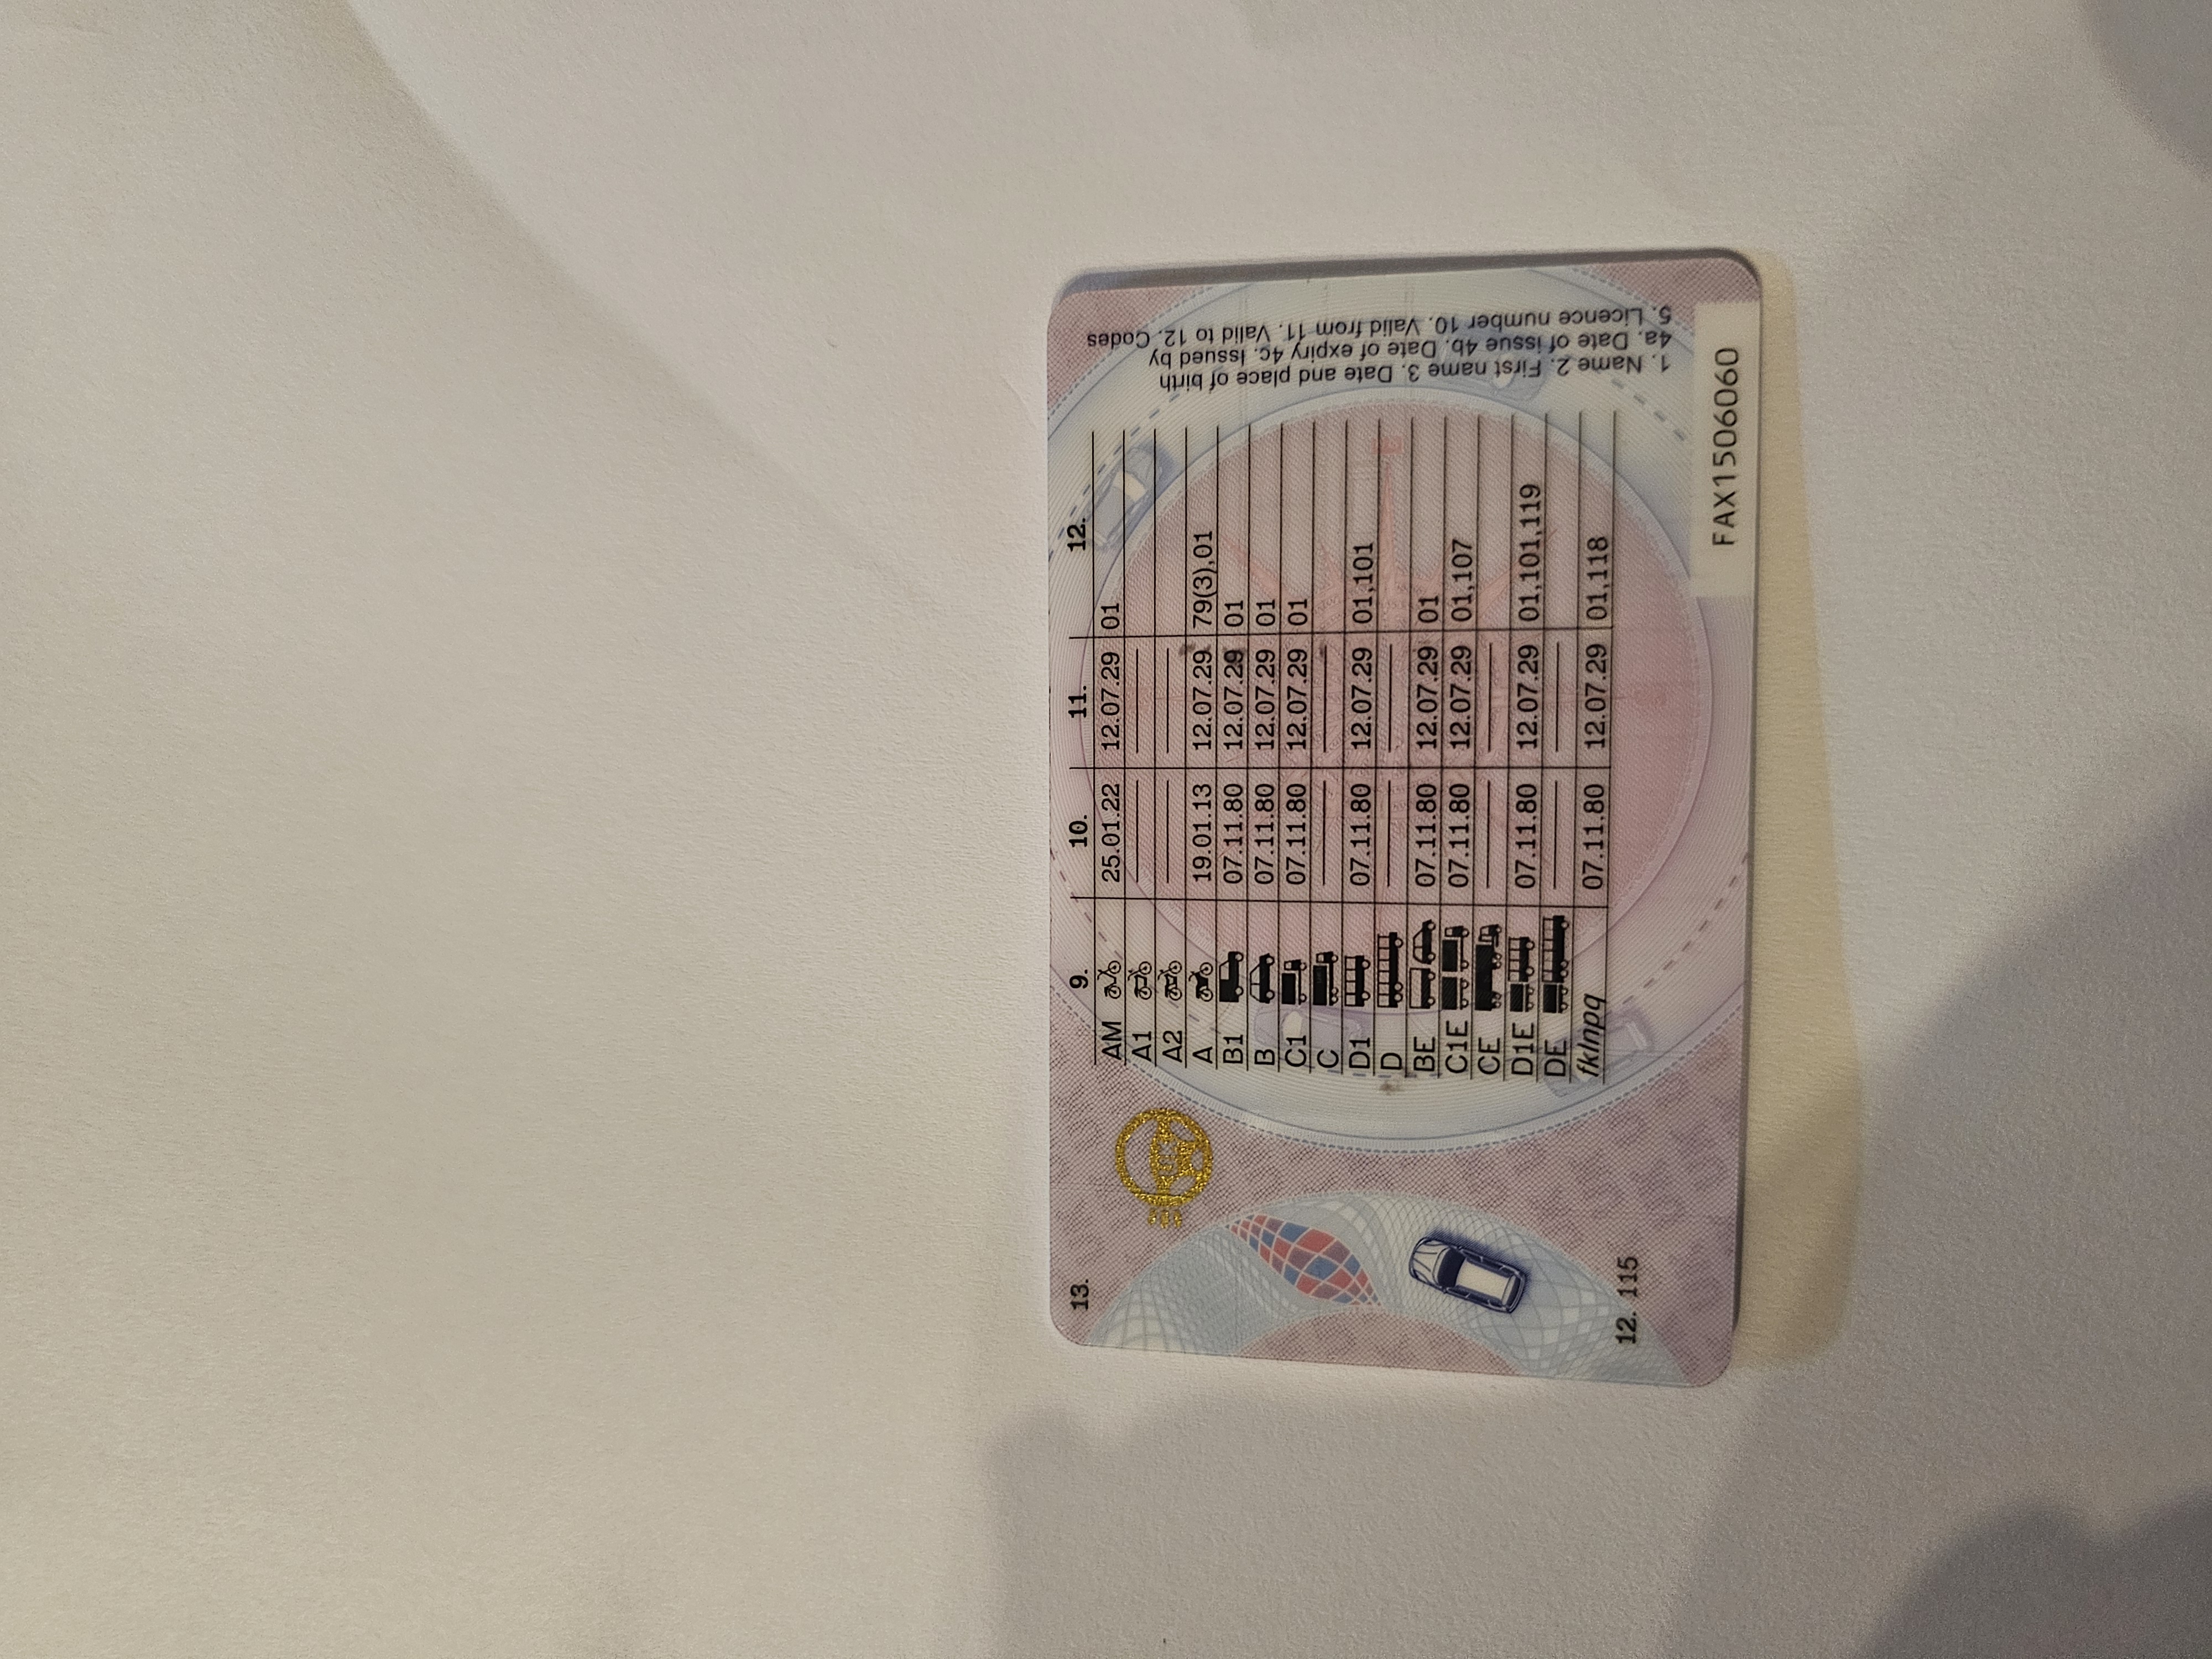 13. 9. 10. 11. 12.
AM 25.01.22 12.07.29 01
A1
A2
A 19.01.13 12.07.29 79(3),01
B1 07.11.80 12.07.29 01
B 07.11.80 12.07.29 01
C1 07.11.80 12.07.29 01
C
D1 07.11.80 12.07.29 01,101
D
BE 07.11.80 12.07.29 01
C1E 07.11.80 12.07.29 01,107
CE
D1E 07.11.80 12.07.29 01,101,119
DE
fklnpq 07.11.80 12.07.29 01,118
12. 115
1. Name 2. First name 3. Date and place of birth
4a. Date of issue 4b. Date of expiry 4c. Issued by
5. Licence number 10. Valid from 11. Valid to 12. Codes
FAX1506060